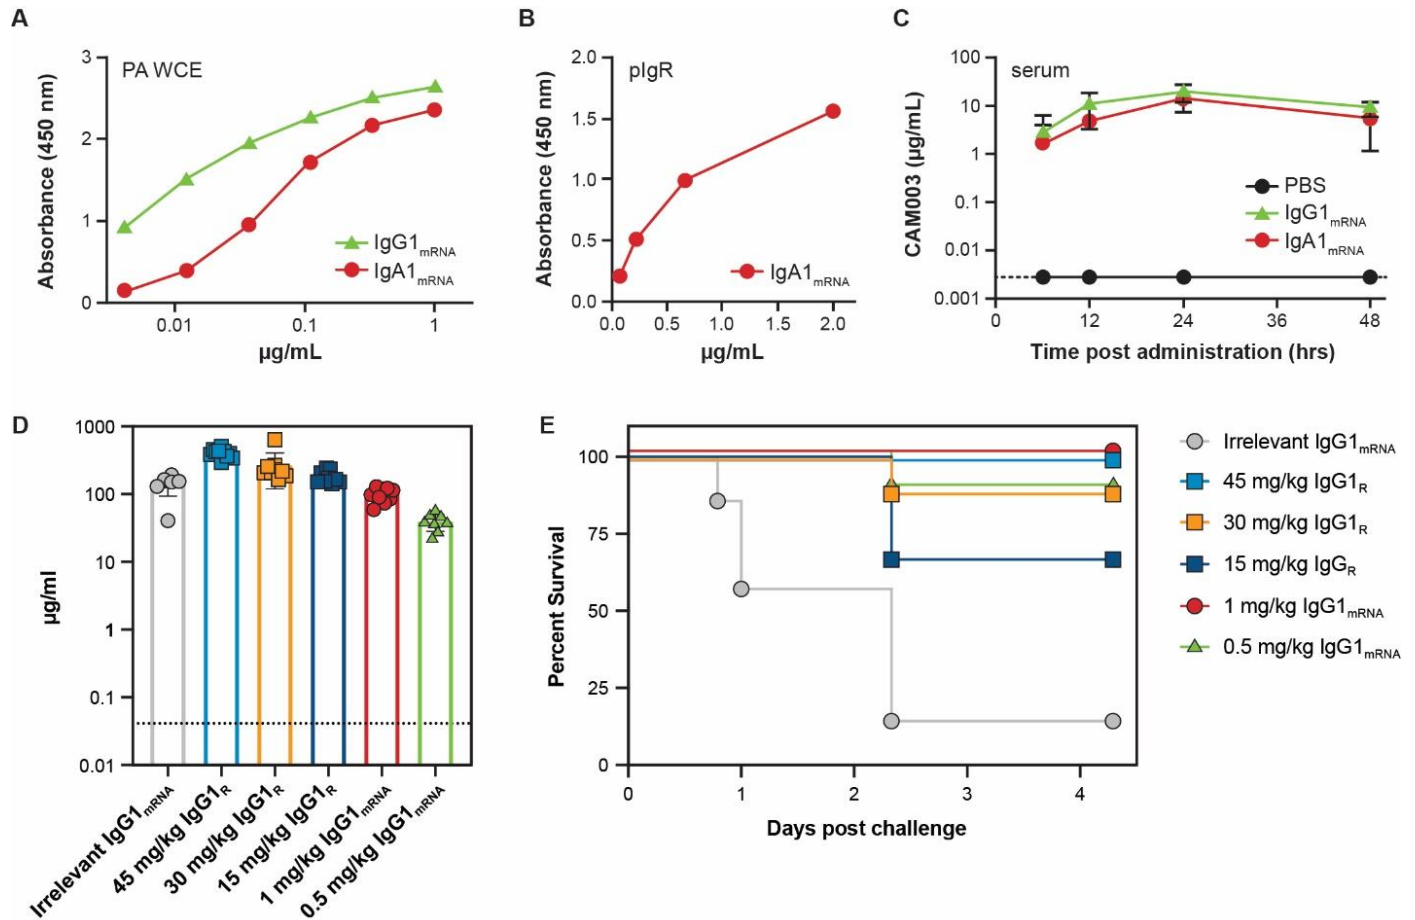 A
PA WCE
Absorbance (450 nm)
3
2
1
0
0.01
0.1
1
µg/mL
IgG1mRNA
IgA1mRNA
B
pIgR
Absorbance (450 nm)
2.0
1.5
1.0
0.5
0.0
0.0
0.5
1.0
1.5
2.0
µg/mL
IgA1mRNA
C
serum
CAM003 (µg/mL)
100
10
1
0.1
0.01
0.001
0
12
24
36
48
Time post administration (hrs)
PBS
IgG1mRNA
IgA1mRNA
D
µg/ml
1000
100
10
1
0.1
0.01
Irrelevant IgG1mRNA
45 mg/kg IgG1R
30 mg/kg IgG1R
15 mg/kg IgG1R
1 mg/kg IgG1mRNA
0.5 mg/kg IgG1mRNA
E
Percent Survival
100
75
50
25
0
0
1
2
3
4
Days post challenge
Irrelevant IgG1mRNA
45 mg/kg IgG1R
30 mg/kg IgG1R
15 mg/kg IgGR
1 mg/kg IgG1mRNA
0.5 mg/kg IgG1mRNA